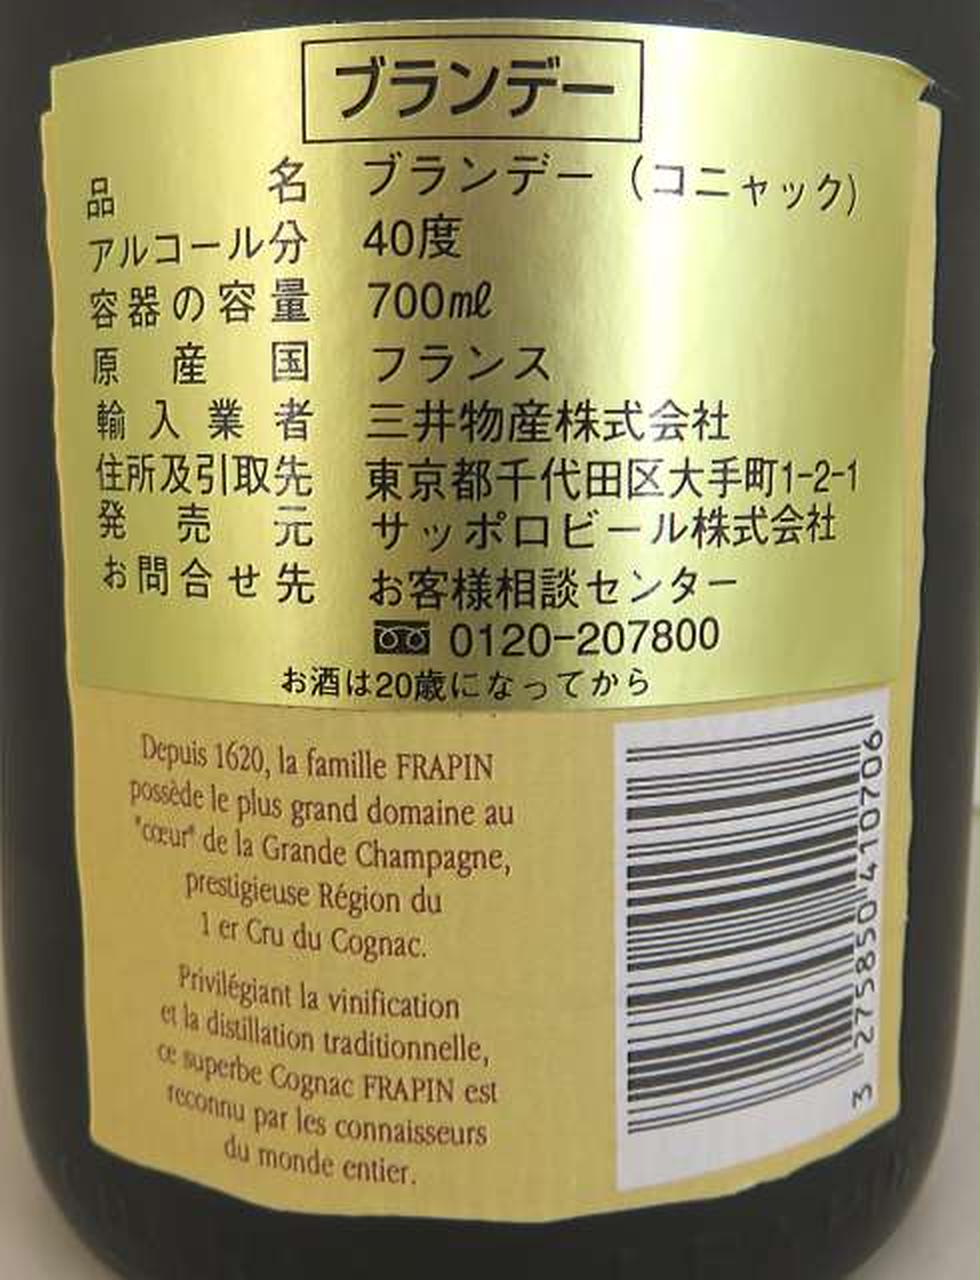 ブランデー
品名 ブランデー（コニャック）
アルコール分 40度
容器の容量 700㎖
原産国 フランス
輸入業者 三井物産株式会社
住所及引取先 東京都千代田区大手町1-2-1
発売元 サッポロビール株式会社
お問合せ先 お客様相談センター
0120-207800
お酒は20歳になってから
Depuis 1620, la famille FRAPIN
possède le plus grand domaine au
"cœur" de la Grande Champagne,
prestigieuse Région du
1 er Cru du Cognac.
Privilégiant la vinification
et la distillation traditionnelle,
ce superbe Cognac FRAPIN est
reconnu par les connaisseurs
du monde entier.
3 275850 410706